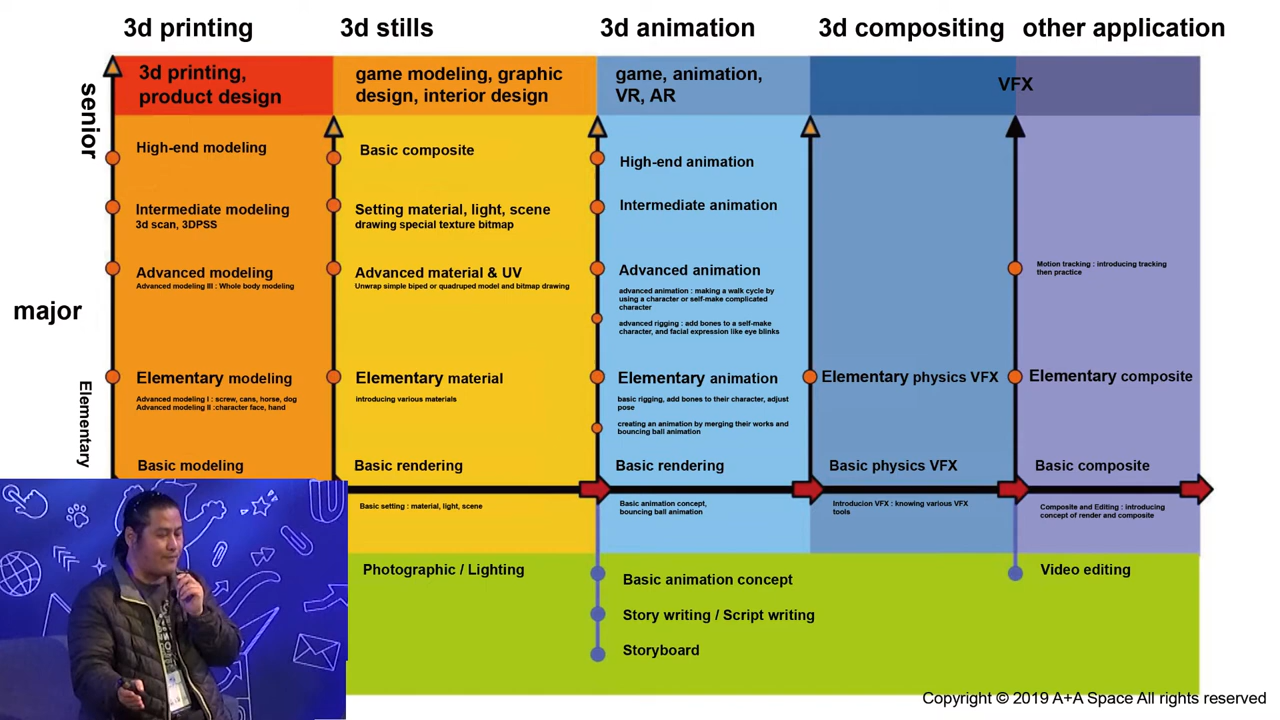 3d printing
3d stills
3d animation
3d compositing
other application
3d printing,
product design
game modeling, graphic
design, interior design
game, animation,
VR, AR
VFX
senior
major
Elementary
High-end modeling
Intermediate modeling
3d scan, 3DPSS
Advanced modeling
Advanced modeling III : Whole body modeling
Elementary modeling
Advanced modeling I : screw, cans, horse, dog
Advanced modeling II :character face, hand
Basic modeling
Basic composite
Setting material, light, scene
drawing special texture bitmap
Advanced material & UV
Unwrap simple biped or quadruped model and bitmap drawing
Elementary material
introducing various materials
Basic rendering
Basic setting : material, light, scene
Photographic / Lighting
High-end animation
Intermediate animation
Advanced animation
advanced animation : making a walk cycle by
using a character or self-make complicated
character
advanced rigging : add bones to a self-make
character, and facial expression like eye blinks
Elementary animation
basic rigging, add bones to their character, adjust
pose
creating an animation by merging their works and
bouncing ball animation
Basic rendering
Basic animation concept,
bouncing ball animation
Basic animation concept
Story writing / Script writing
Storyboard
Elementary physics VFX
Basic physics VFX
Introducion VFX : knowing various VFX
tools
Motion tracking : introducing tracking
then practice
Elementary composite
Basic composite
Composite and Editing : introducing
concept of render and composite
Video editing
Copyright © 2019 A+A Space All rights reserved